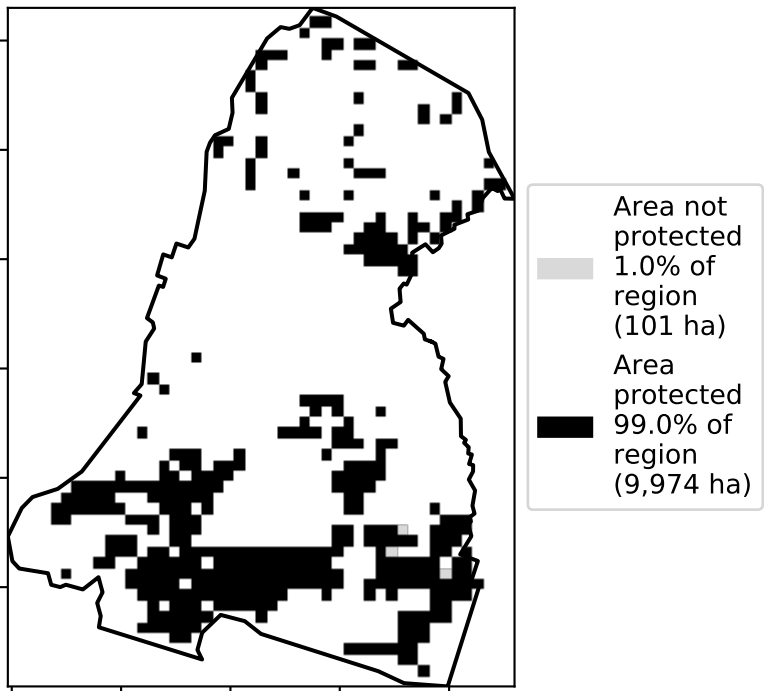 Area not
protected
1.0% of
region
(101 ha)
Area
protected
99.0% of
region
(9,974 ha)